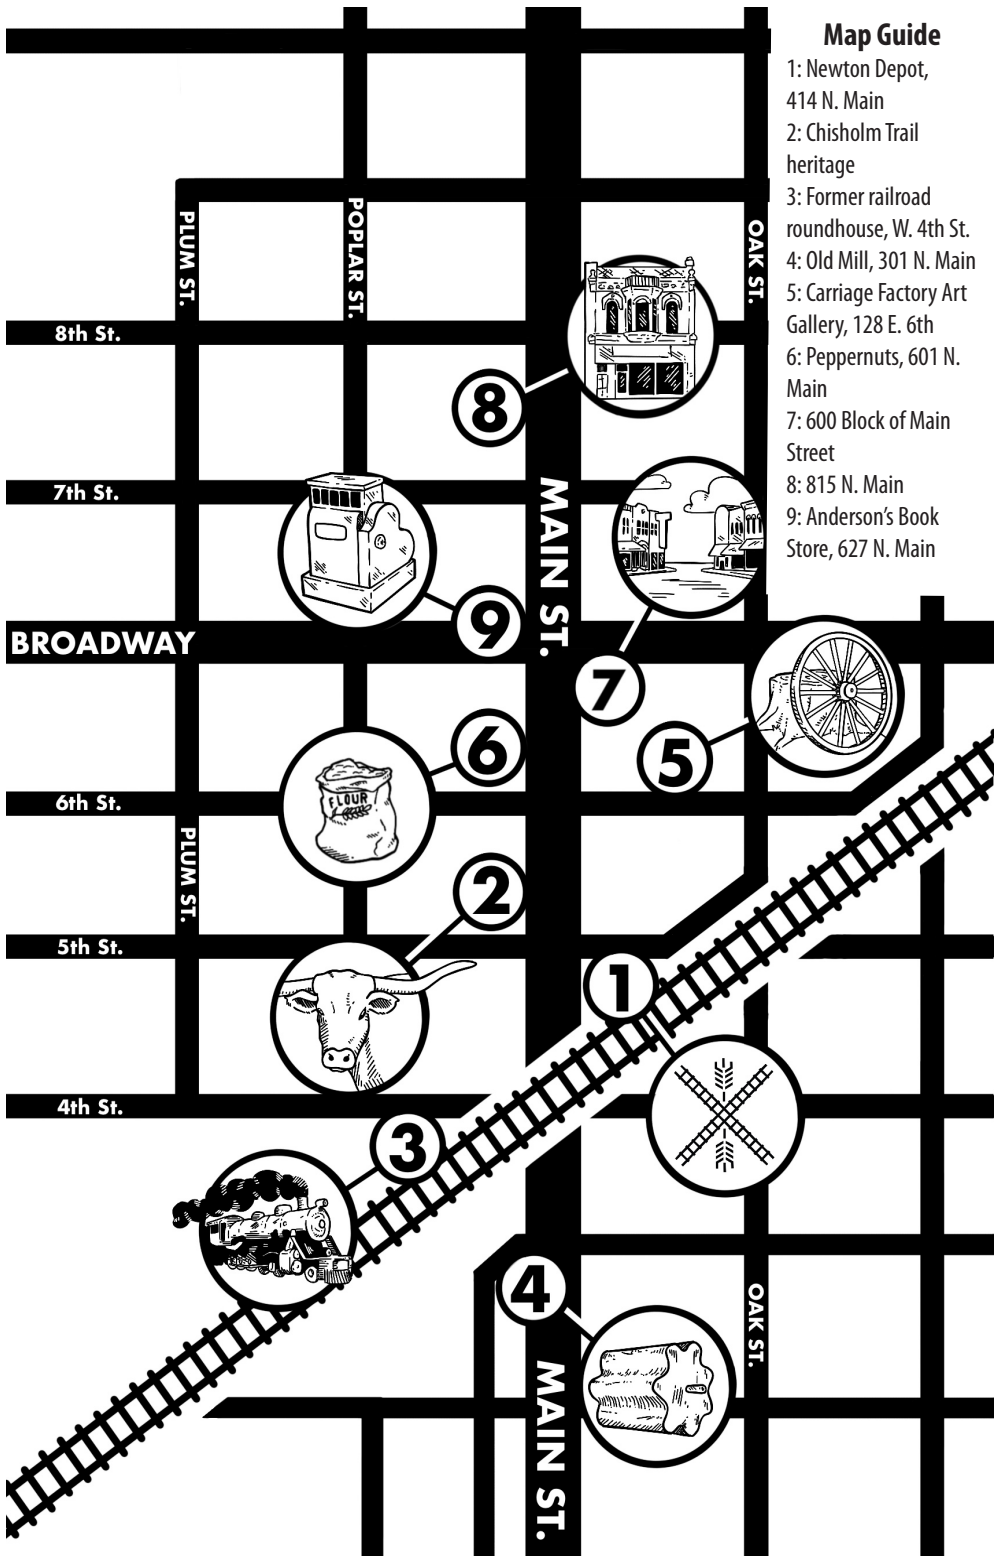 Map Guide
1: Newton Depot,
414 N. Main
2: Chisholm Trail
heritage
3: Former railroad
roundhouse, W. 4th St.
4: Old Mill, 301 N. Main
5: Carriage Factory Art
Gallery, 128 E. 6th
6: Peppernuts, 601 N.
Main
7: 600 Block of Main
Street
8: 815 N. Main
9: Anderson's Book
Store, 627 N. Main
PLUM ST.
POPLAR ST.
OAK ST.
8th St.
8
7th St.
MAIN ST.
9
BROADWAY
7
6
5
6th St.
FLOUR
PLUM ST.
2
5th St.
1
4th St.
3
4
OAK ST.
MAIN ST.